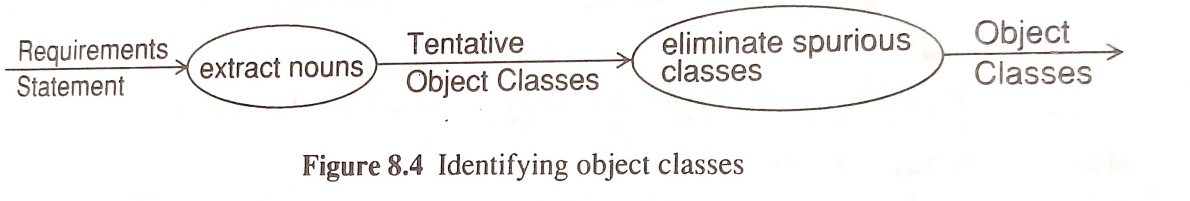 Requirements
Statement
extract nouns
Tentative
Object Classes
eliminate spurious
classes
Object
Classes
Figure 8.4 Identifying object classes